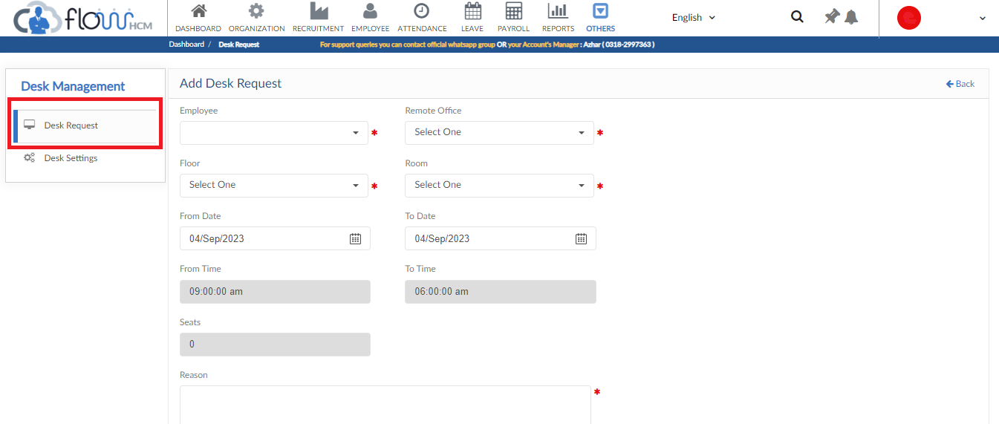 flowww HCM
DASHBOARD ORGANIZATION RECRUITMENT EMPLOYEE ATTENDANCE LEAVE PAYROLL REPORTS OTHERS
English
Dashboard / Desk Request For support queries you can contact official whatsapp group OR your Account's Manager : Azhar ( 0318-2997363 )
Desk Management
Desk Request
Desk Settings
Add Desk Request
Back
Employee Remote Office
Select One
Floor Room
Select One Select One
From Date To Date
04/Sep/2023 04/Sep/2023
From Time To Time
09:00:00 am 06:00:00 am
Seats
0
Reason